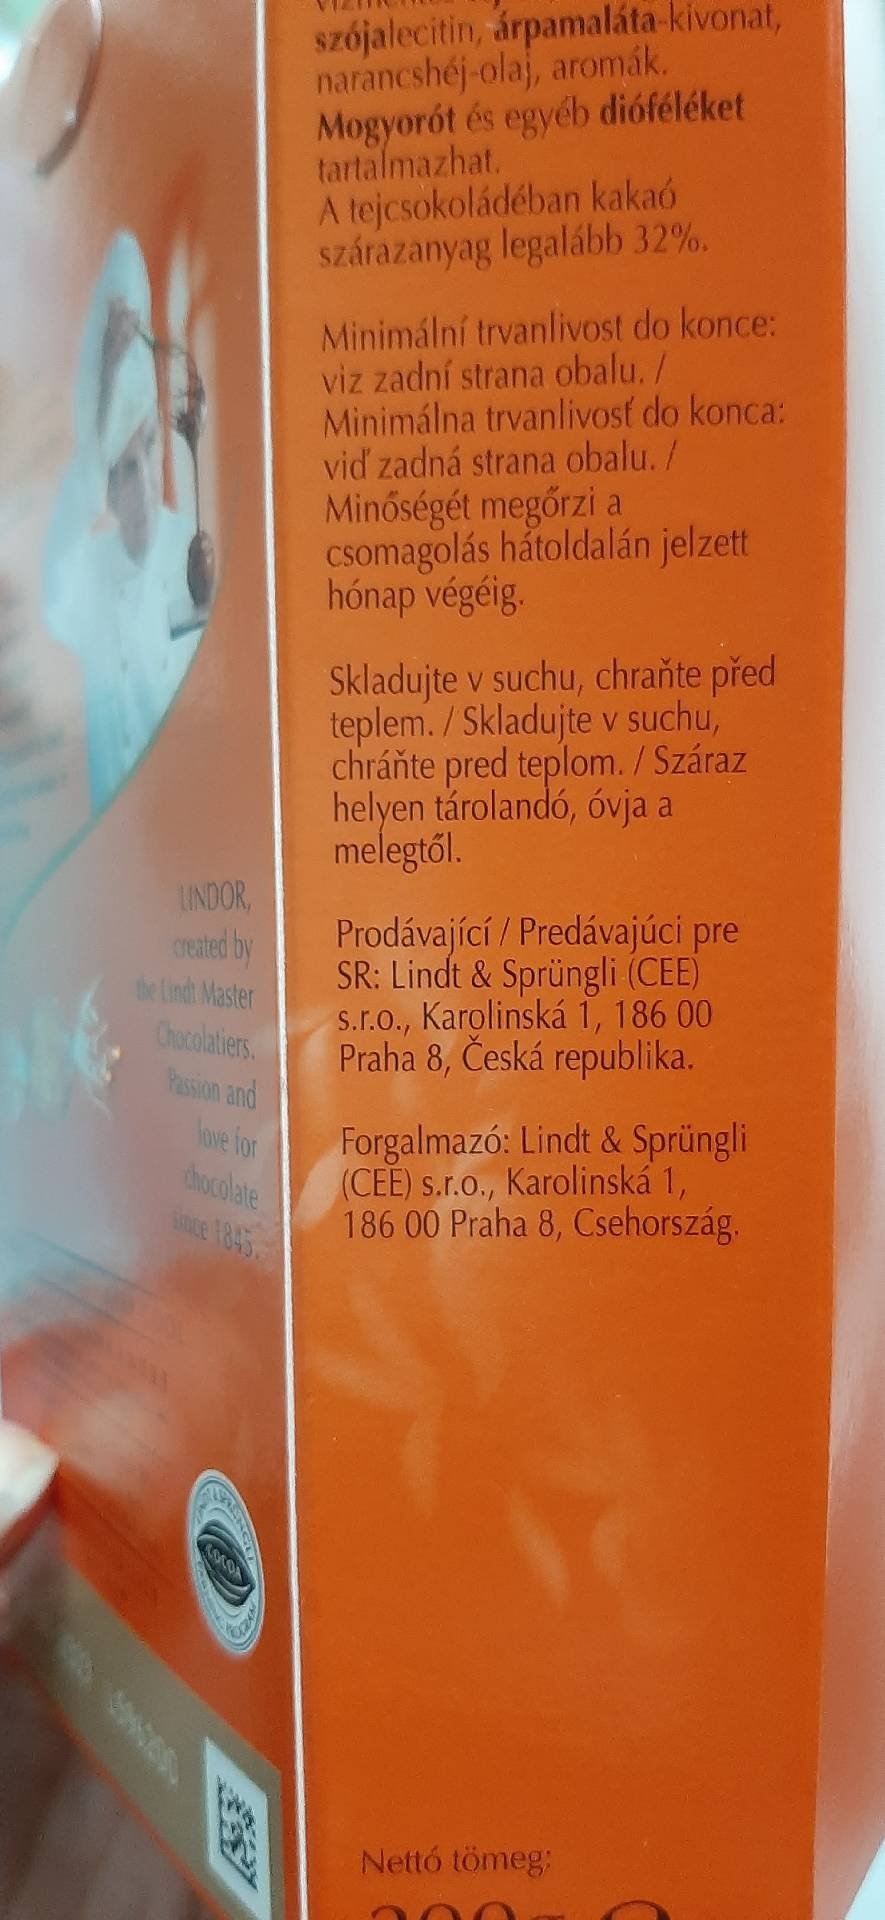 szójalecitin, árpamaláta-kivonat,
narancshéj-olaj, aromák.
Mogyorót és egyéb dióféléket
tartalmazhat.
A tejcsokoládéban kakaó
szárazanyag legalább 32%.
Minimální trvanlivost do konce:
viz zadní strana obalu. /
Minimálna trvanlivosť do konca:
viď zadná strana obalu. /
Minőségét megőrzi a
csomagolás hátoldalán jelzett
hónap végéig.
Skladujte v suchu, chraňte před
teplem. / Skladujte v suchu,
chráňte pred teplom. / Száraz
helyen tárolandó, óvja a
melegtől.
Prodávající / Predávajúci pre
SR: Lindt & Sprüngli (CEE)
s.r.o., Karolinská 1, 186 00
Praha 8, Česká republika.
Forgalmazó: Lindt & Sprüngli
(CEE) s.r.o., Karolinská 1,
186 00 Praha 8, Csehország.
Nettó tömeg:
LINDOR,
created by
the Lindt Master
Chocolatiers.
Passion and
love for
chocolate
since 1845.
LINDT & SPRÜNGLI
COCOA
PROGRAM